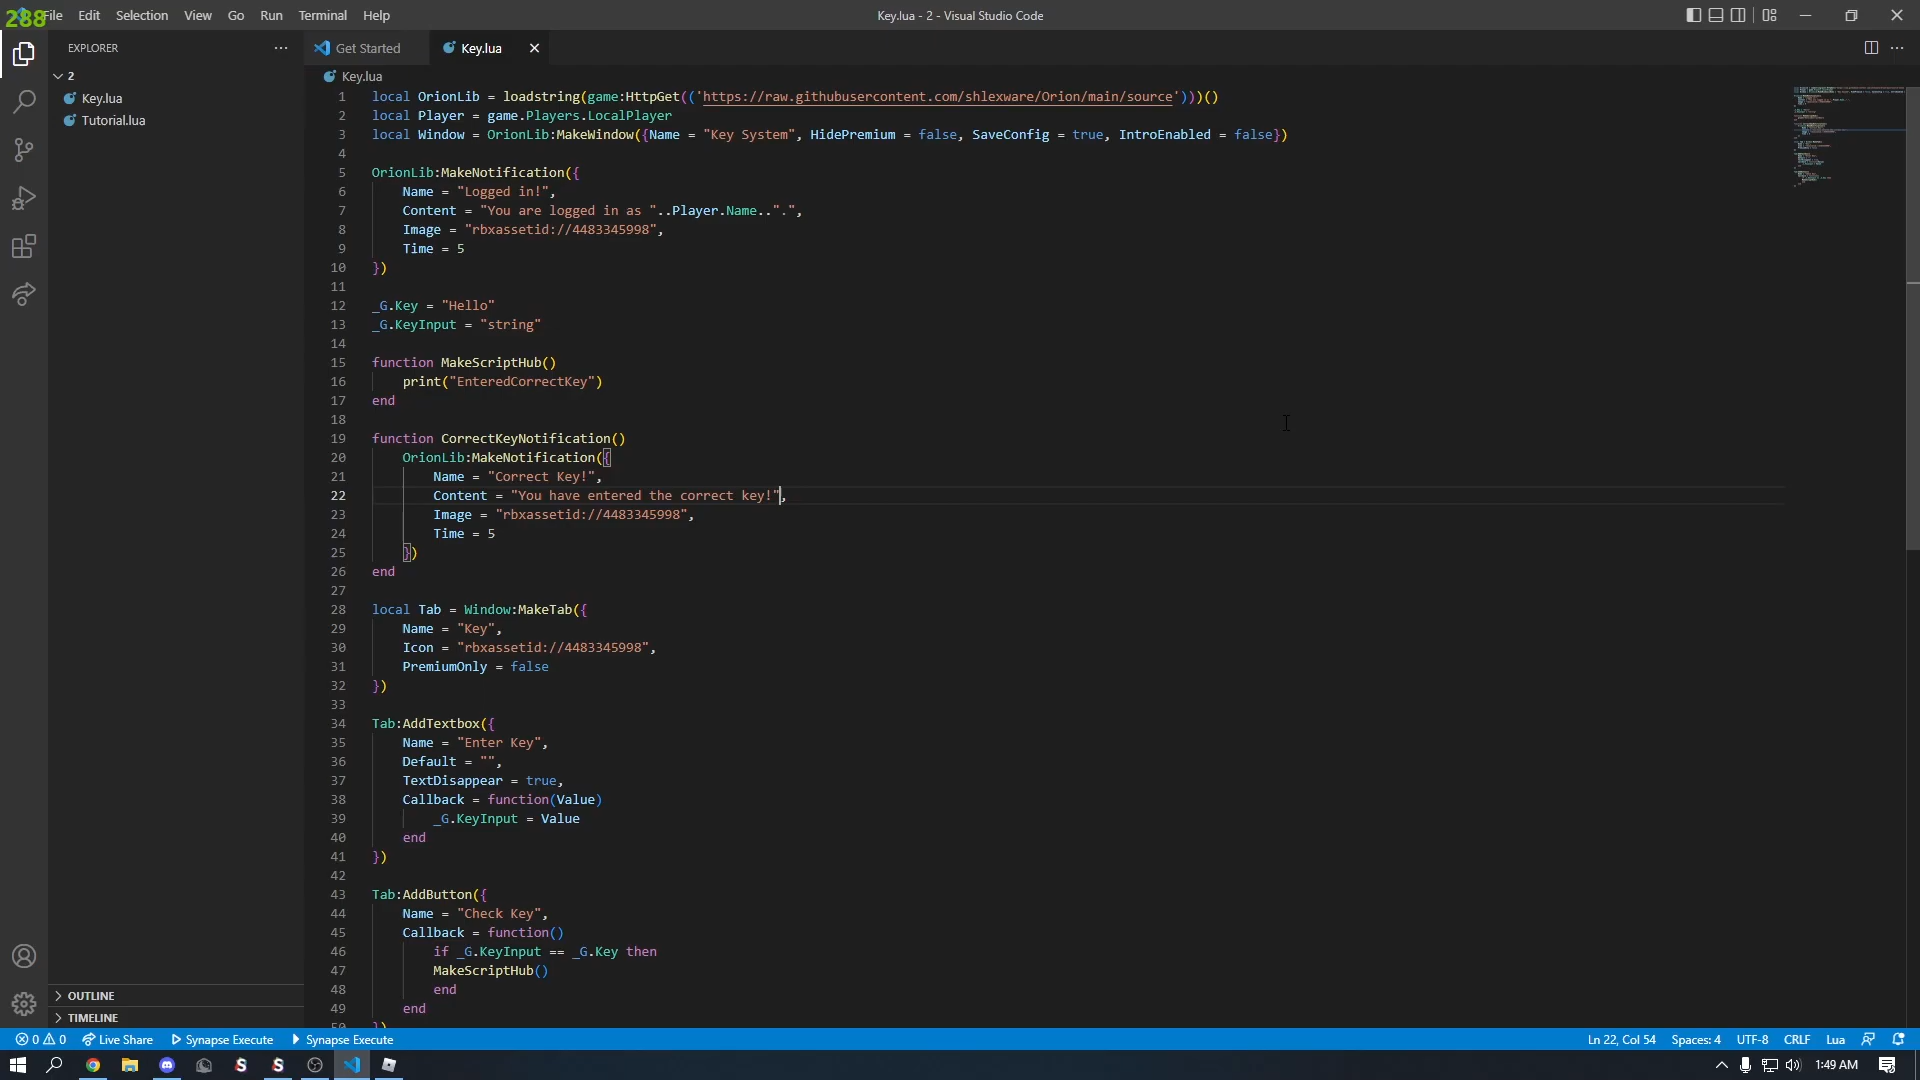 288
File Edit Selection View Go Run Terminal Help
Key.lua - 2 - Visual Studio Code
EXPLORER
2
Key.lua
Tutorial.lua
OUTLINE
TIMELINE
Get Started
Key.lua
Key.lua
1 local OrionLib = loadstring(game:HttpGet(('https://raw.githubusercontent.com/shlexware/Orion/main/source')))()
2 local Player = game.Players.LocalPlayer
3 local Window = OrionLib:MakeWindow({Name = "Key System", HidePremium = false, SaveConfig = true, IntroEnabled = false})
4
5 OrionLib:MakeNotification({
6 Name = "Logged in!",
7 Content = "You are logged in as "..Player.Name..".",
8 Image = "rbxassetid://4483345998",
9 Time = 5
10 })
11
12 _G.Key = "Hello"
13 _G.KeyInput = "string"
14
15 function MakeScriptHub()
16 print("EnteredCorrectKey")
17 end
18
19 function CorrectKeyNotification()
20 OrionLib:MakeNotification({
21 Name = "Correct Key!",
22 Content = "You have entered the correct key!",
23 Image = "rbxassetid://4483345998",
24 Time = 5
25 })
26 end
27
28 local Tab = Window:MakeTab({
29 Name = "Key",
30 Icon = "rbxassetid://4483345998",
31 PremiumOnly = false
32 })
33
34 Tab:AddTextbox({
35 Name = "Enter Key",
36 Default = "",
37 TextDisappear = true,
38 Callback = function(Value)
39 _G.KeyInput = Value
40 end
41 })
42
43 Tab:AddButton({
44 Name = "Check Key",
45 Callback = function()
46 if _G.KeyInput == _G.Key then
47 MakeScriptHub()
48 end
49 end
50 })
0 0 Live Share Synapse Execute Synapse Execute
Ln 22, Col 54 Spaces: 4 UTF-8 CRLF Lua
1:49 AM